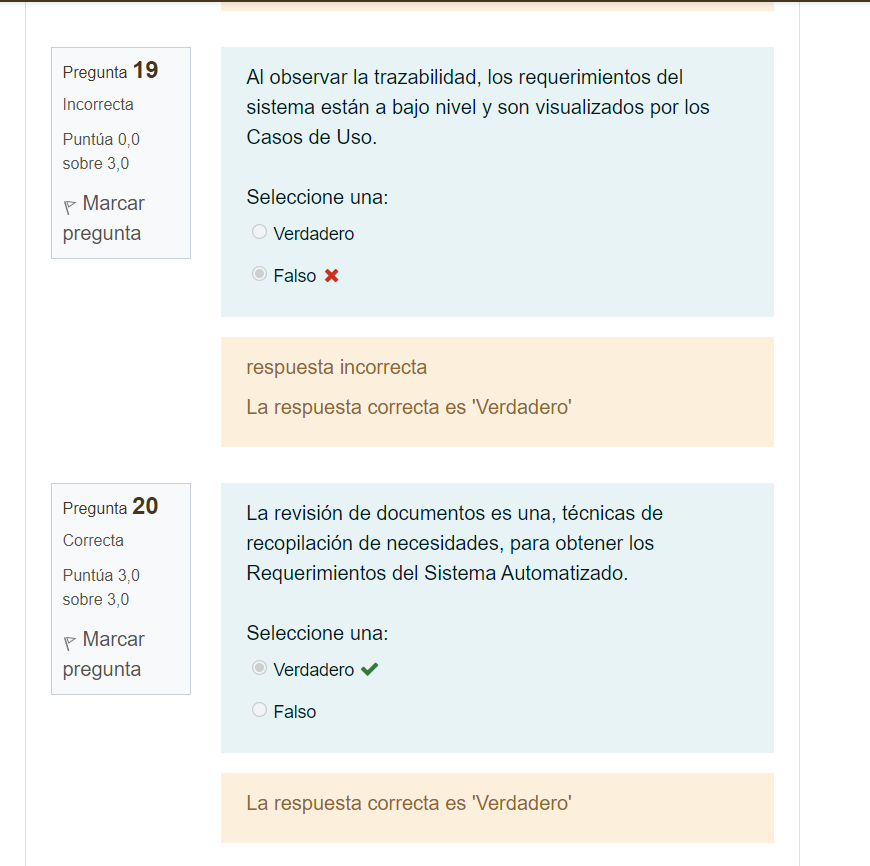 Pregunta 19
Incorrecta
Puntúa 0,0
sobre 3,0
Marcar
pregunta
Al observar la trazabilidad, los requerimientos del
sistema están a bajo nivel y son visualizados por los
Casos de Uso.
Seleccione una:
Verdadero
Falso
respuesta incorrecta
La respuesta correcta es 'Verdadero'
Pregunta 20
Correcta
Puntúa 3,0
sobre 3,0
Marcar
pregunta
La revisión de documentos es una, técnicas de
recopilación de necesidades, para obtener los
Requerimientos del Sistema Automatizado.
Seleccione una:
Verdadero
Falso
La respuesta correcta es 'Verdadero'